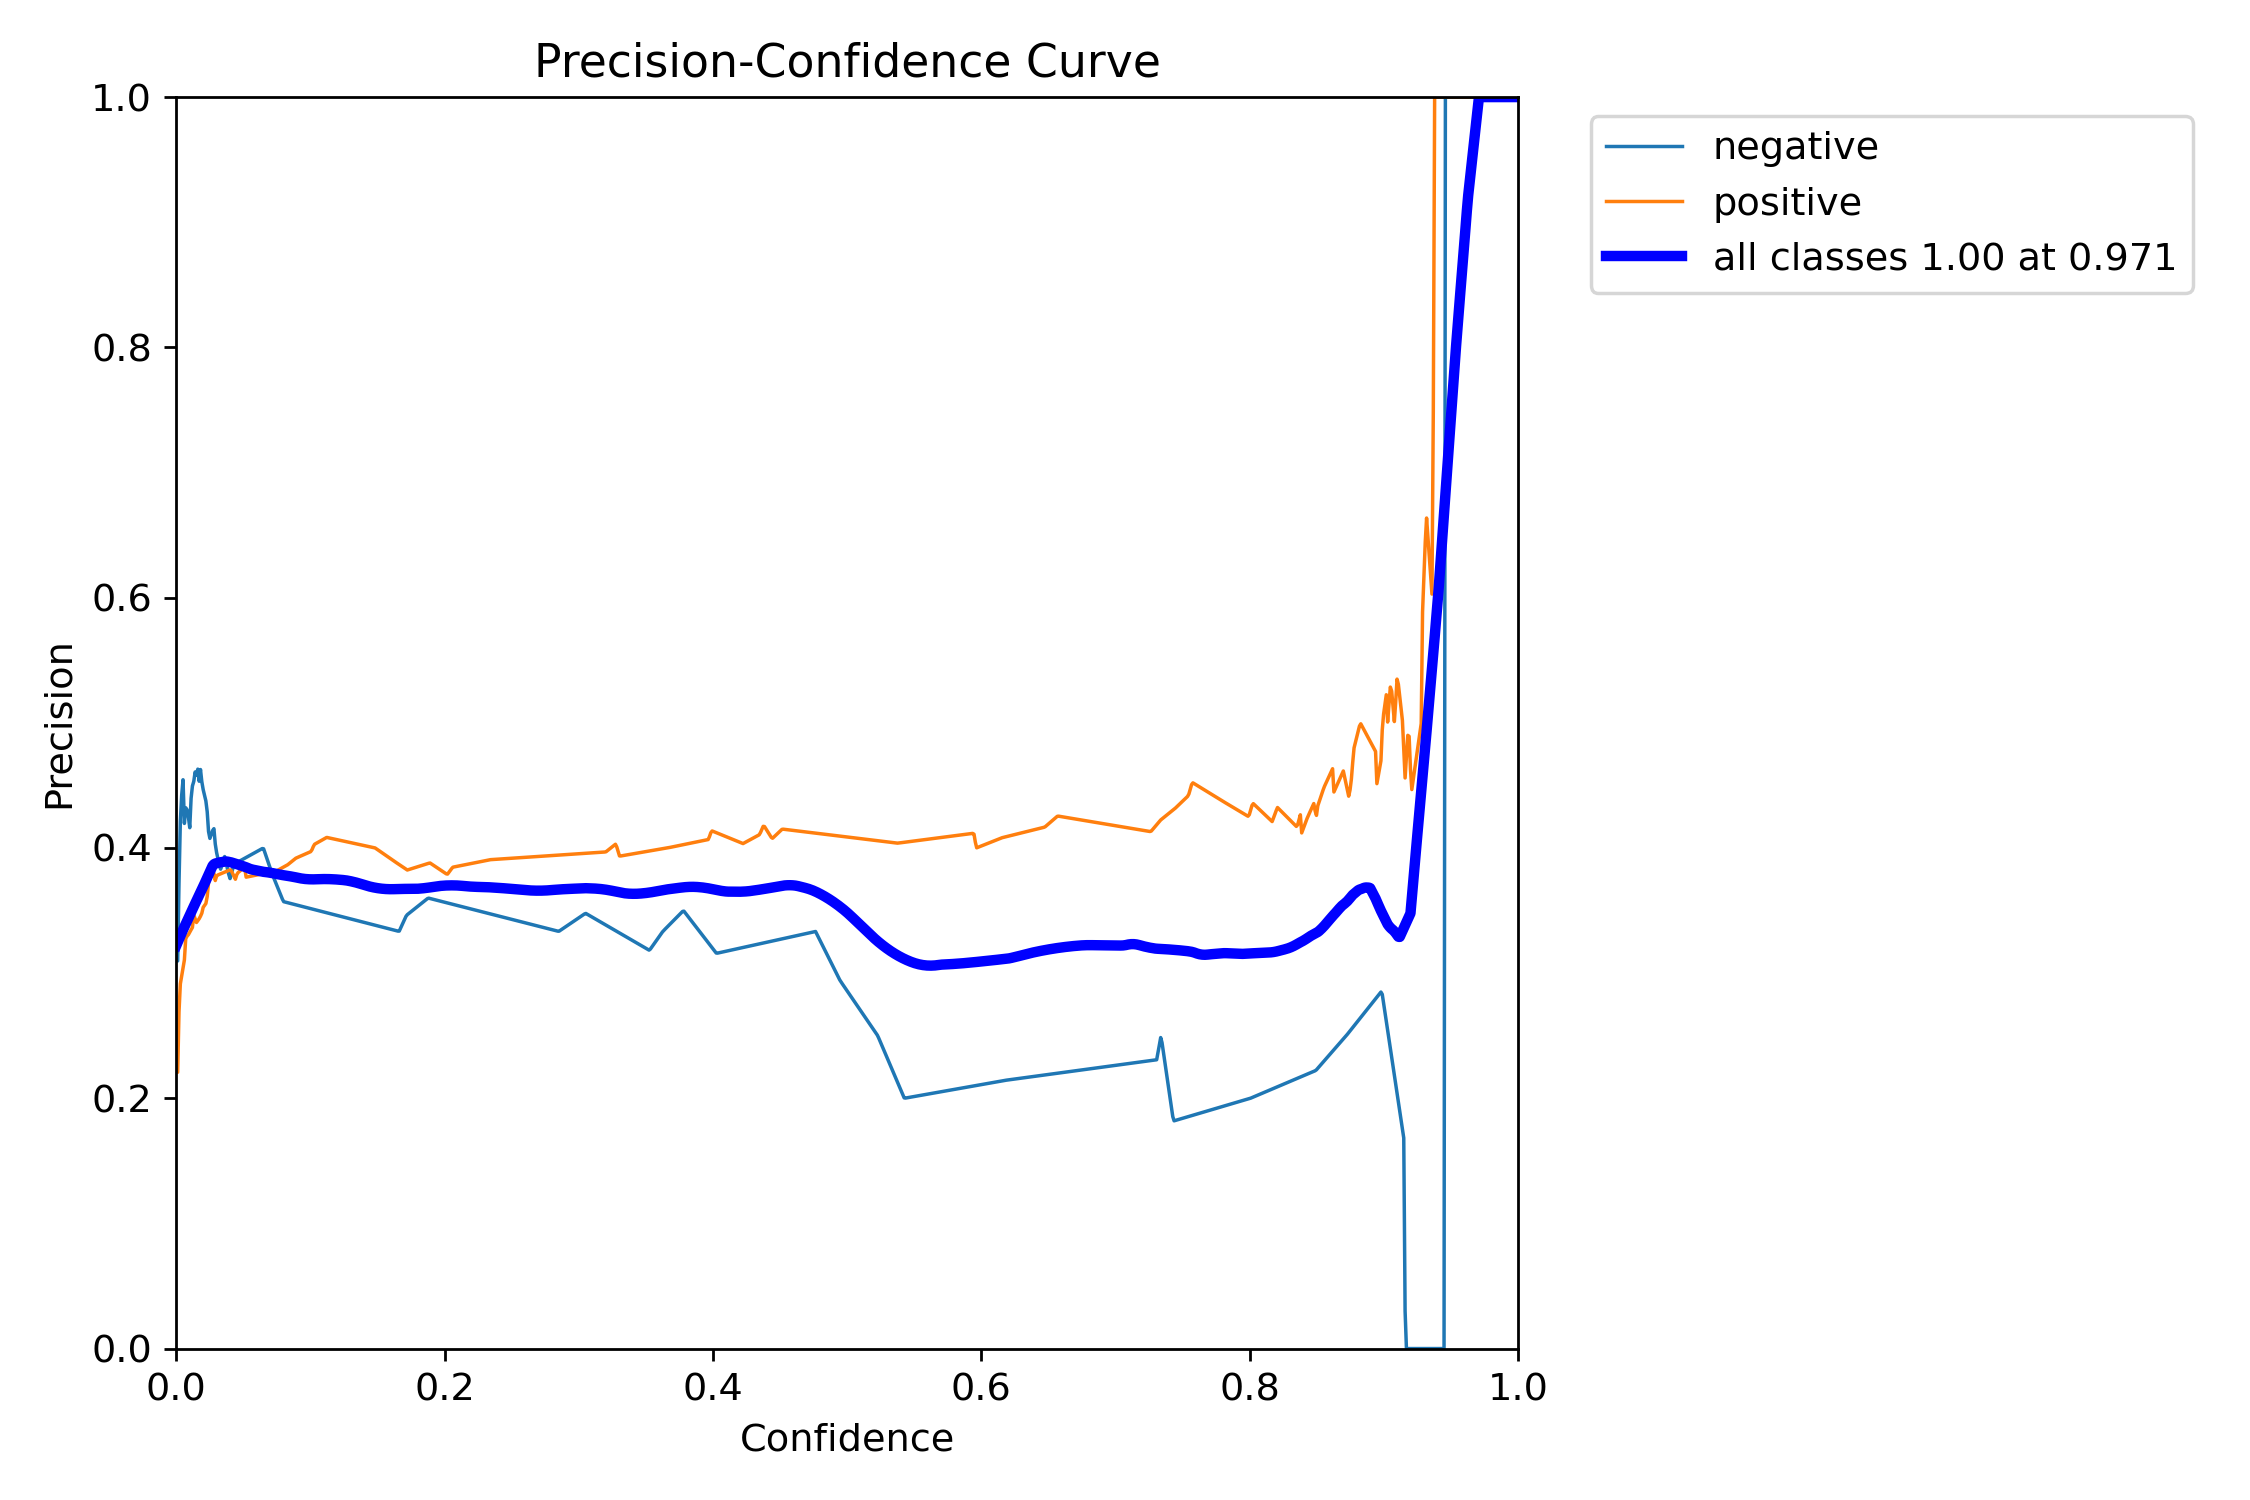 Precision-Confidence Curve
1.0
0.8
0.6
0.4
0.2
0.0
Precision
0.0 0.2 0.4 0.6 0.8 1.0
Confidence
negative
positive
all classes 1.00 at 0.971